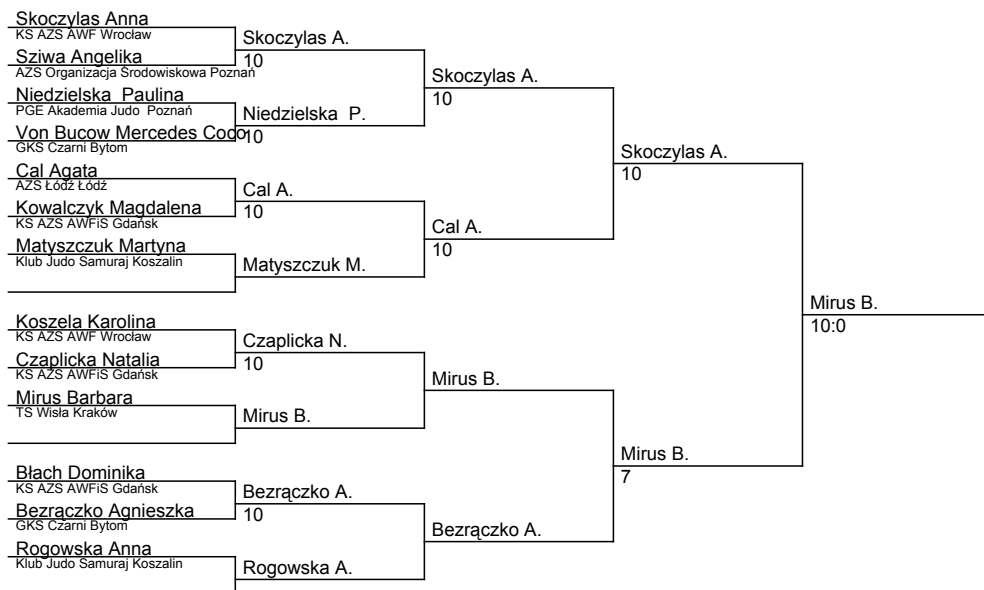 Skoczylas Anna
KS AZS AWF Wrocław
Sziwa Angelika
AZS Organizacja Środowiskowa Poznań
Niedzielska  Paulina
PGE Akademia Judo  Poznań
Von Bucow Mercedes Coco
GKS Czarni Bytom
Cal Agata
AZS Łódź Łódź
Kowalczyk Magdalena
KS AZS AWFiS Gdańsk
Matyszczuk Martyna
Klub Judo Samuraj Koszalin
Koszela Karolina
KS AZS AWF Wrocław
Czaplicka Natalia
KS AZS AWFiS Gdańsk
Mirus Barbara
TS Wisła Kraków
Błach Dominika
KS AZS AWFiS Gdańsk
Bezrączko Agnieszka
GKS Czarni Bytom
Rogowska Anna
Klub Judo Samuraj Koszalin
Skoczylas A.
10
Niedzielska  P.
10
Cal A.
10
Matyszczuk M.
Czaplicka N.
10
Mirus B.
Bezrączko A.
10
Rogowska A.
Skoczylas A.
10
Cal A.
10
Mirus B.
Bezrączko A.
Skoczylas A.
10
Mirus B.
7
Mirus B.
10:0